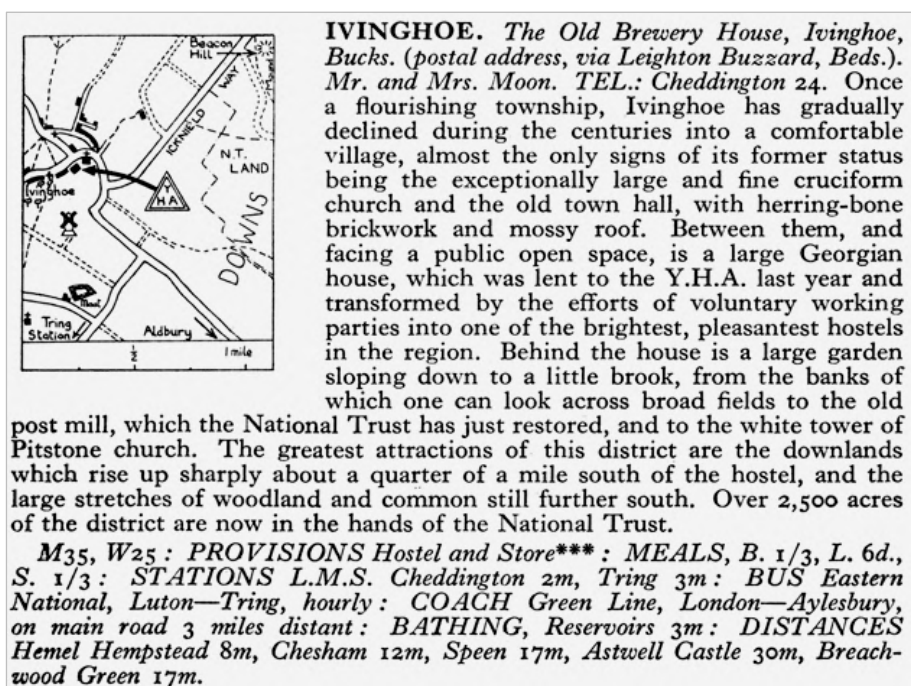 IVINGHOE. The Old Brewery House, Ivinghoe,
Bucks. (postal address, via Leighton Buzzard, Beds.).
Mr. and Mrs. Moon. TEL.: Cheddington 24. Once
a flourishing township, Ivinghoe has gradually
declined during the centuries into a comfortable
village, almost the only signs of its former status
being the exceptionally large and fine cruciform
church and the old town hall, with herring-bone
brickwork and mossy roof. Between them, and
facing a public open space, is a large Georgian
house, which was lent to the Y.H.A. last year and
transformed by the efforts of voluntary working
parties into one of the brightest, pleasantest hostels
in the region. Behind the house is a large garden
sloping down to a little brook, from the banks of
which one can look across broad fields to the old
post mill, which the National Trust has just restored, and to the white tower of
Pitstone church. The greatest attractions of this district are the downlands
which rise up sharply about a quarter of a mile south of the hostel, and the
large stretches of woodland and common still further south. Over 2,500 acres
of the district are now in the hands of the National Trust.
M35, W25 : PROVISIONS Hostel and Store*** : MEALS, B. 1/3, L. 6d.,
S. 1/3 : STATIONS L.M.S. Cheddington 2m, Tring 3m : BUS Eastern
National, Luton—Tring, hourly : COACH Green Line, London—Aylesbury,
on main road 3 miles distant : BATHING, Reservoirs 3m : DISTANCES
Hemel Hempstead 8m, Chesham 12m, Speen 17m, Astwell Castle 30m, Breach-
wood Green 17m.
Beacon
Hill
ICKNIELD WAY
N.T.
LAND
Ivinghoe
Y
HA
DOWNS
Moat
Tring
Station
Aldbury
½
1 mile